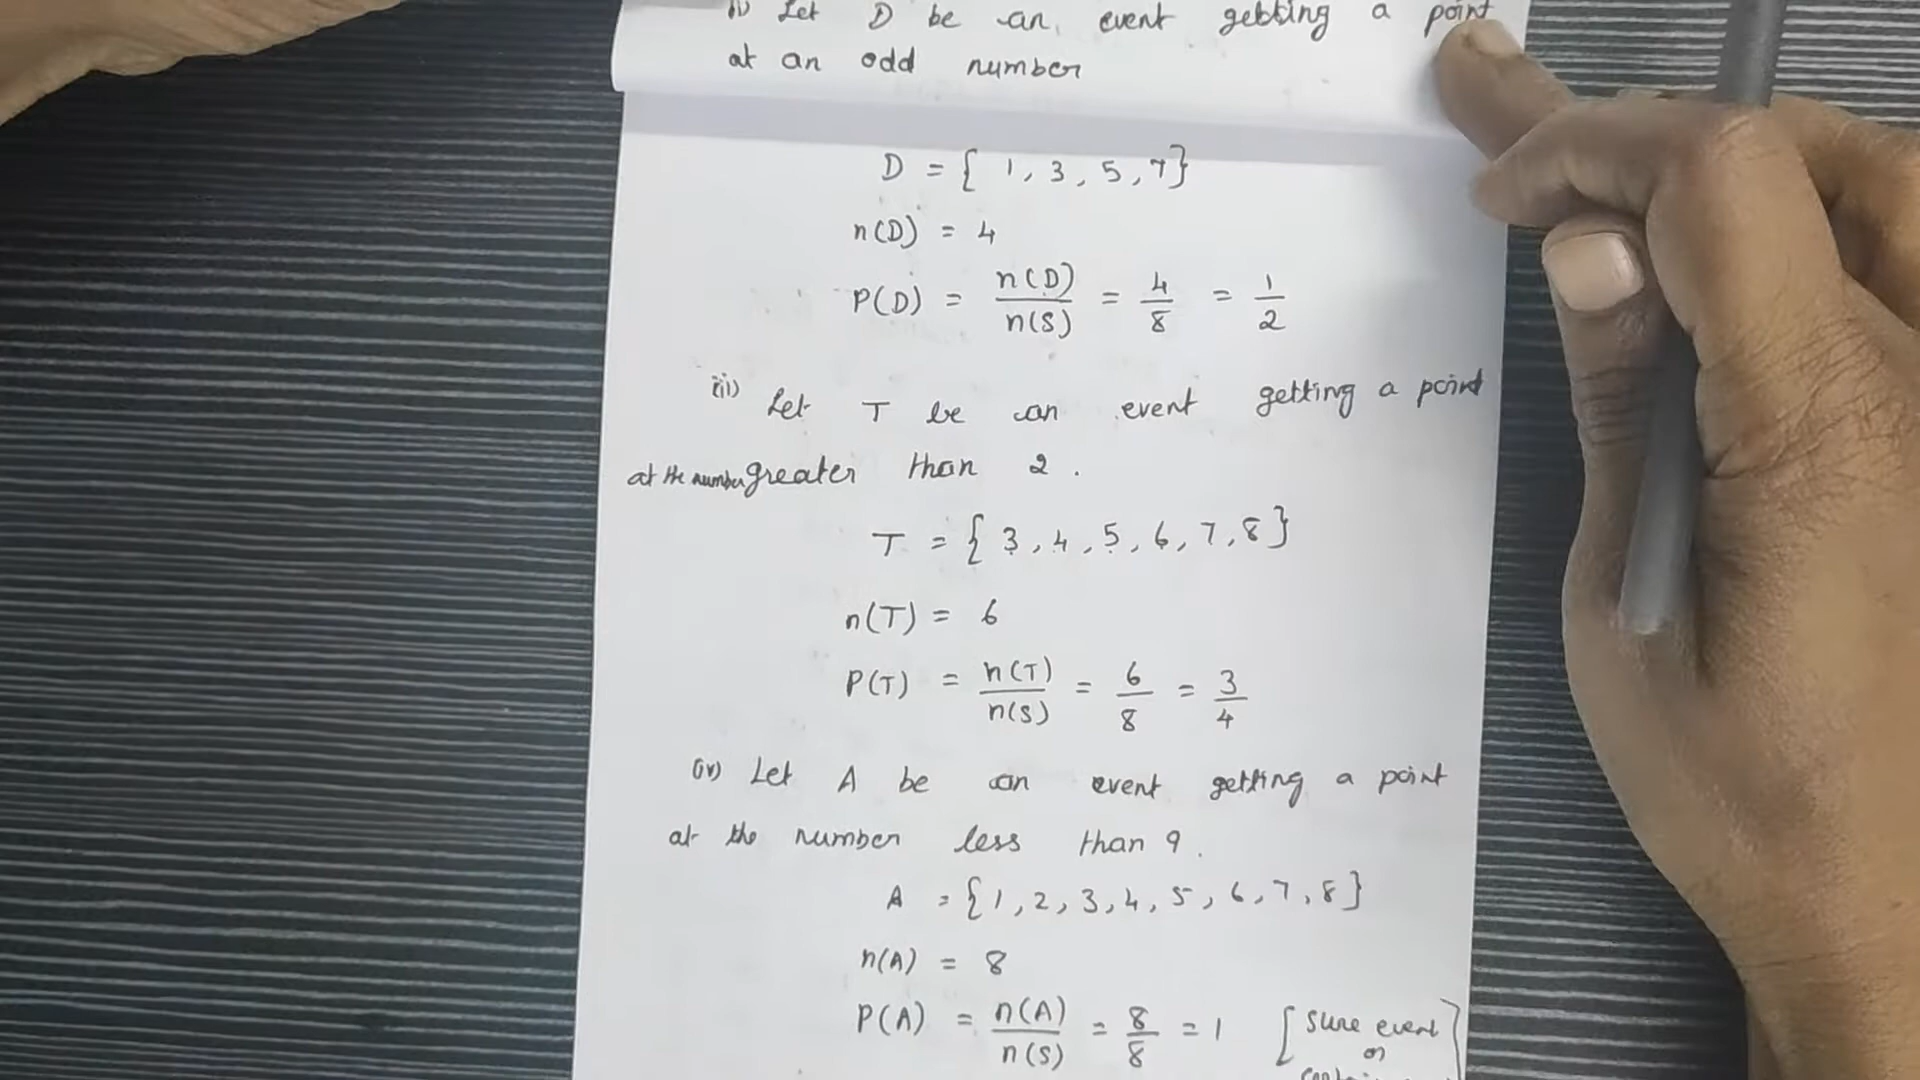 Let D be an event getting a point
at an odd number
D = { 1, 3, 5, 7}
n(D) = 4
P(D) = n(D)/n(S) = 4/8 = 1/2
iii) Let T be an event getting a point
at the number greater than 2.
T = { 3, 4, 5, 6, 7, 8 }
n(T) = 6
P(T) = n(T)/n(S) = 6/8 = 3/4
(iv) Let A be an event getting a point
at the number less than 9.
A = { 1, 2, 3, 4, 5, 6, 7, 8 }
n(A) = 8
P(A) = n(A)/n(S) = 8/8 = 1 [ sure event
or